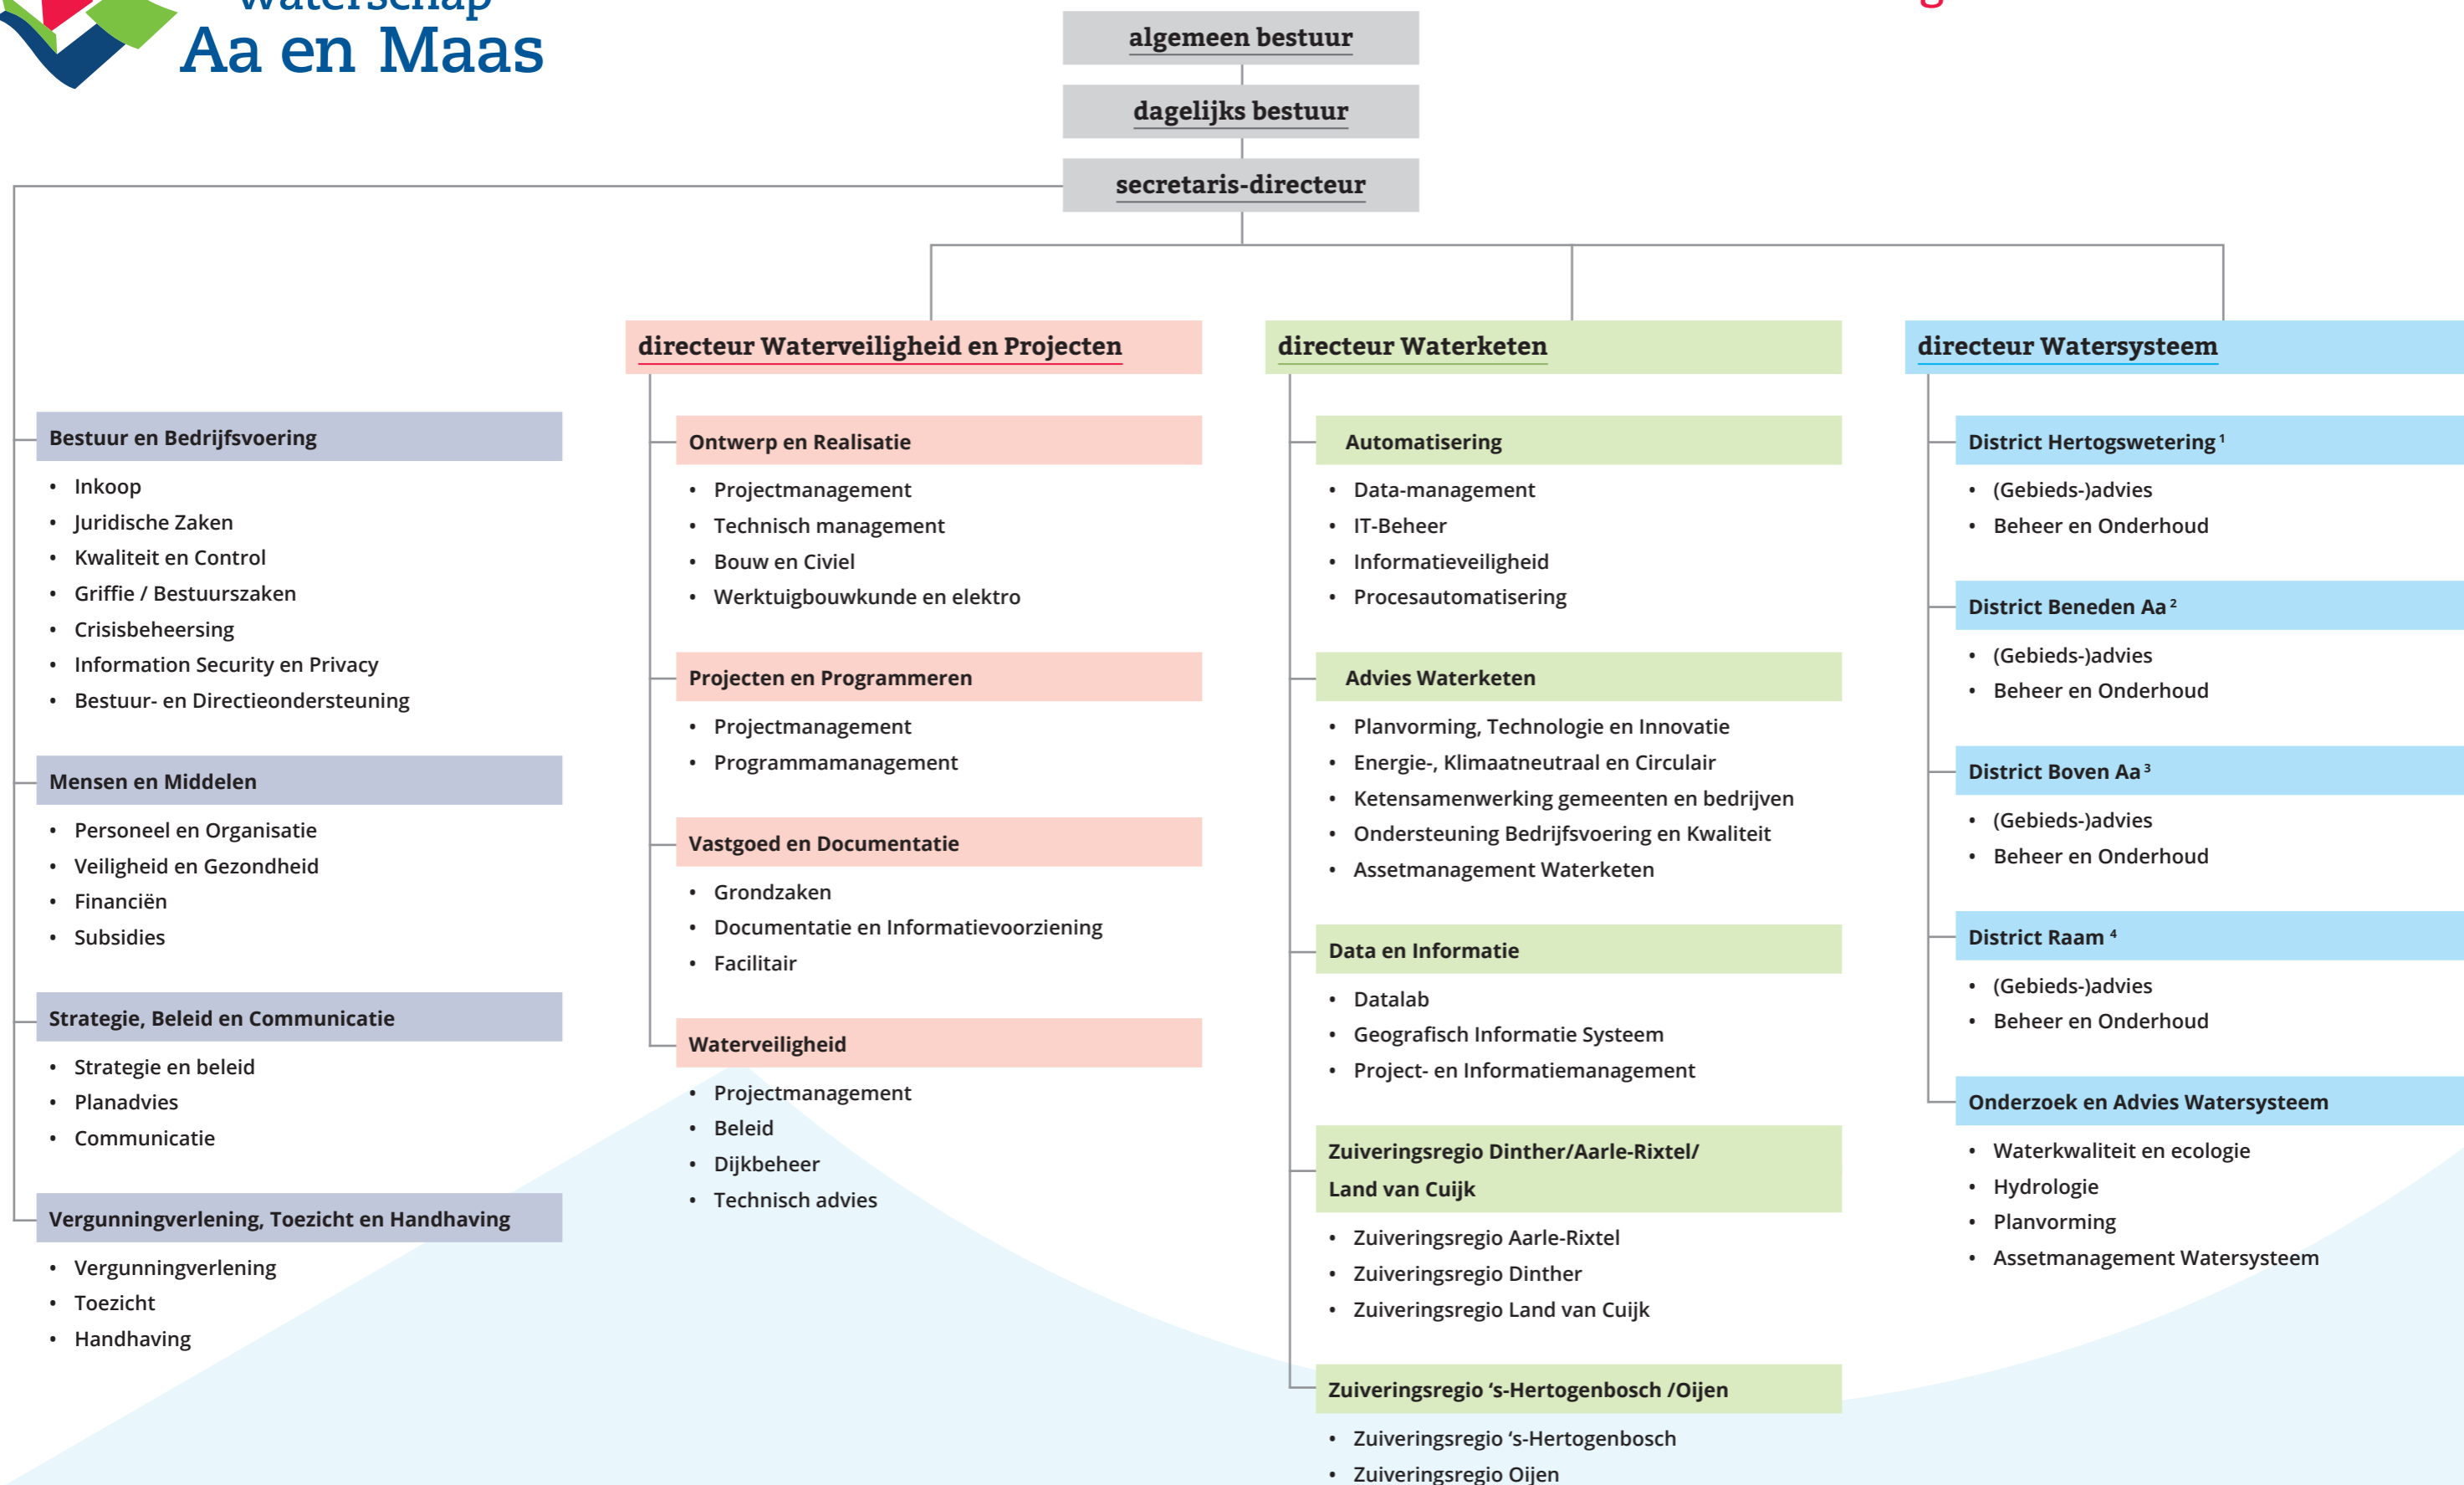 waterschap
Aa en Maas
algemeen bestuur
dagelijks bestuur
secretaris-directeur
Bestuur en Bedrijfsvoering
• Inkoop
• Juridische Zaken
• Kwaliteit en Control
• Griffie / Bestuurszaken
• Crisisbeheersing
• Information Security en Privacy
• Bestuur- en Directieondersteuning
Mensen en Middelen
• Personeel en Organisatie
• Veiligheid en Gezondheid
• Financiën
• Subsidies
Strategie, Beleid en Communicatie
• Strategie en beleid
• Planadvies
• Communicatie
Vergunningverlening, Toezicht en Handhaving
• Vergunningverlening
• Toezicht
• Handhaving
directeur Waterveiligheid en Projecten
Ontwerp en Realisatie
• Projectmanagement
• Technisch management
• Bouw en Civiel
• Werktuigbouwkunde en elektro
Projecten en Programmeren
• Projectmanagement
• Programmamanagement
Vastgoed en Documentatie
• Grondzaken
• Documentatie en Informatievoorziening
• Facilitair
Waterveiligheid
• Projectmanagement
• Beleid
• Dijkbeheer
• Technisch advies
directeur Waterketen
Automatisering
• Data-management
• IT-Beheer
• Informatieveiligheid
• Procesautomatisering
Advies Waterketen
• Planvorming, Technologie en Innovatie
• Energie-, Klimaatneutraal en Circulair
• Ketensamenwerking gemeenten en bedrijven
• Ondersteuning Bedrijfsvoering en Kwaliteit
• Assetmanagement Waterketen
Data en Informatie
• Datalab
• Geografisch Informatie Systeem
• Project- en Informatiemanagement
Zuiveringsregio Dinther/Aarle-Rixtel/
Land van Cuijk
• Zuiveringsregio Aarle-Rixtel
• Zuiveringsregio Dinther
• Zuiveringsregio Land van Cuijk
Zuiveringsregio ‘s-Hertogenbosch /Oijen
• Zuiveringsregio ‘s-Hertogenbosch
• Zuiveringsregio Oijen
directeur Watersysteem
District Hertogswetering ¹
• (Gebieds-)advies
• Beheer en Onderhoud
District Beneden Aa ²
• (Gebieds-)advies
• Beheer en Onderhoud
District Boven Aa ³
• (Gebieds-)advies
• Beheer en Onderhoud
District Raam ⁴
• (Gebieds-)advies
• Beheer en Onderhoud
Onderzoek en Advies Watersysteem
• Waterkwaliteit en ecologie
• Hydrologie
• Planvorming
• Assetmanagement Watersysteem